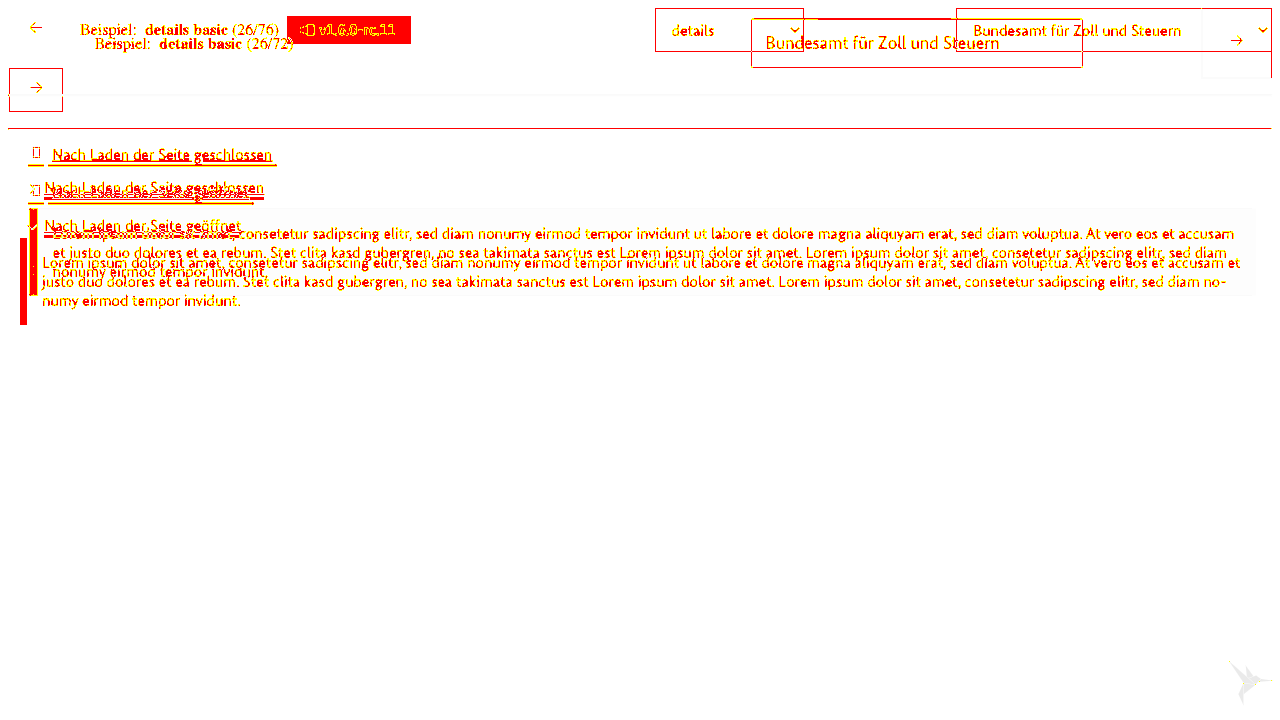 Beispiel: details basic (26/76) v1.6.0-rc.11 details Bundesamt für Zoll und Steuern
Beispiel: details basic (26/72) Bundesamt für Zoll und Steuern
Nach Laden der Seite geschlossen
Nach Laden der Seite geschlossen
Nach Laden der Seite geöffnet
consetetur sadipscing elitr, sed diam nonumy eirmod tempor invidunt ut labore et dolore magna aliquyam erat, sed diam voluptua. At vero eos et accusam
et justo duo dolores et ea rebum. Stet clita kasd gubergren, no sea takimata sanctus est Lorem ipsum dolor sit amet. Lorem ipsum dolor sit amet, consetetur sadipscing elitr, sed diam
Lorem ipsum dolor sit amet, consetetur sadipscing elitr, sed diam nonumy eirmod tempor invidunt ut labore et dolore magna aliquyam erat, sed diam voluptua. At vero eos et accusam et
nonumy eirmod tempor invidunt.
justo duo dolores et ea rebum. Stet clita kasd gubergren, no sea takimata sanctus est Lorem ipsum dolor sit amet. Lorem ipsum dolor sit amet, consetetur sadipscing elitr, sed diam no-
numy eirmod tempor invidunt.